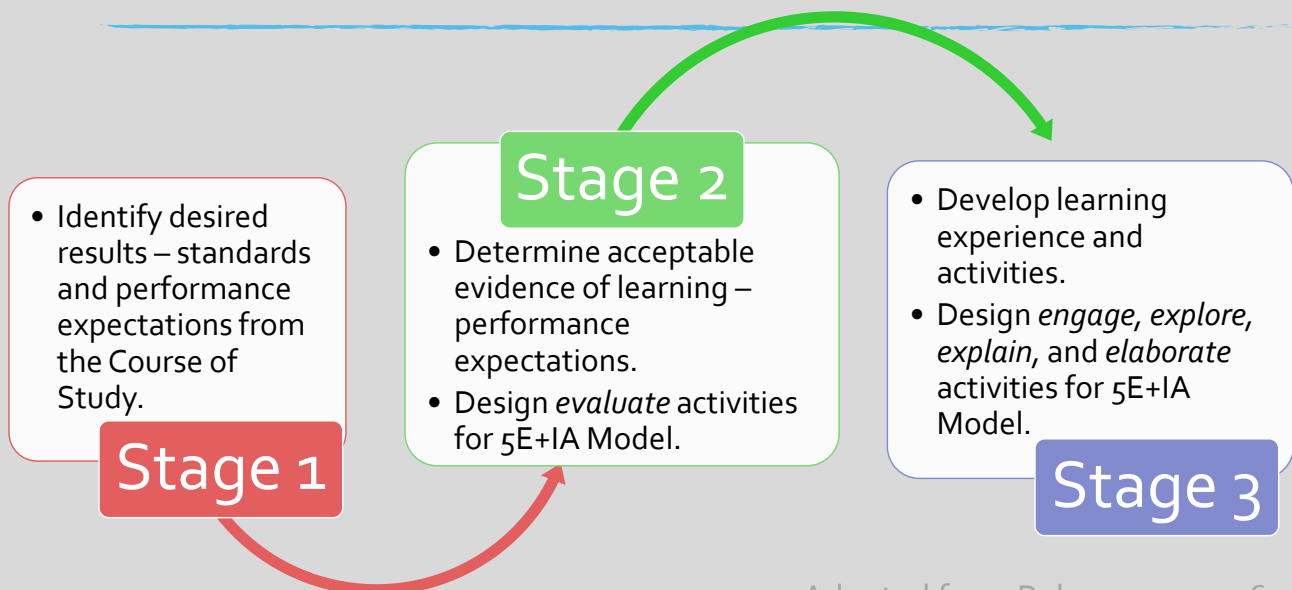 • Identify desired
results – standards
and performance
expectations from
the Course of
Study.
Stage 1
Stage 2
• Determine acceptable
evidence of learning –
performance
expectations.
• Design evaluate activities
for 5E+IA Model.
• Develop learning
experience and
activities.
• Design engage, explore,
explain, and elaborate
activities for 5E+IA
Model.
Stage 3